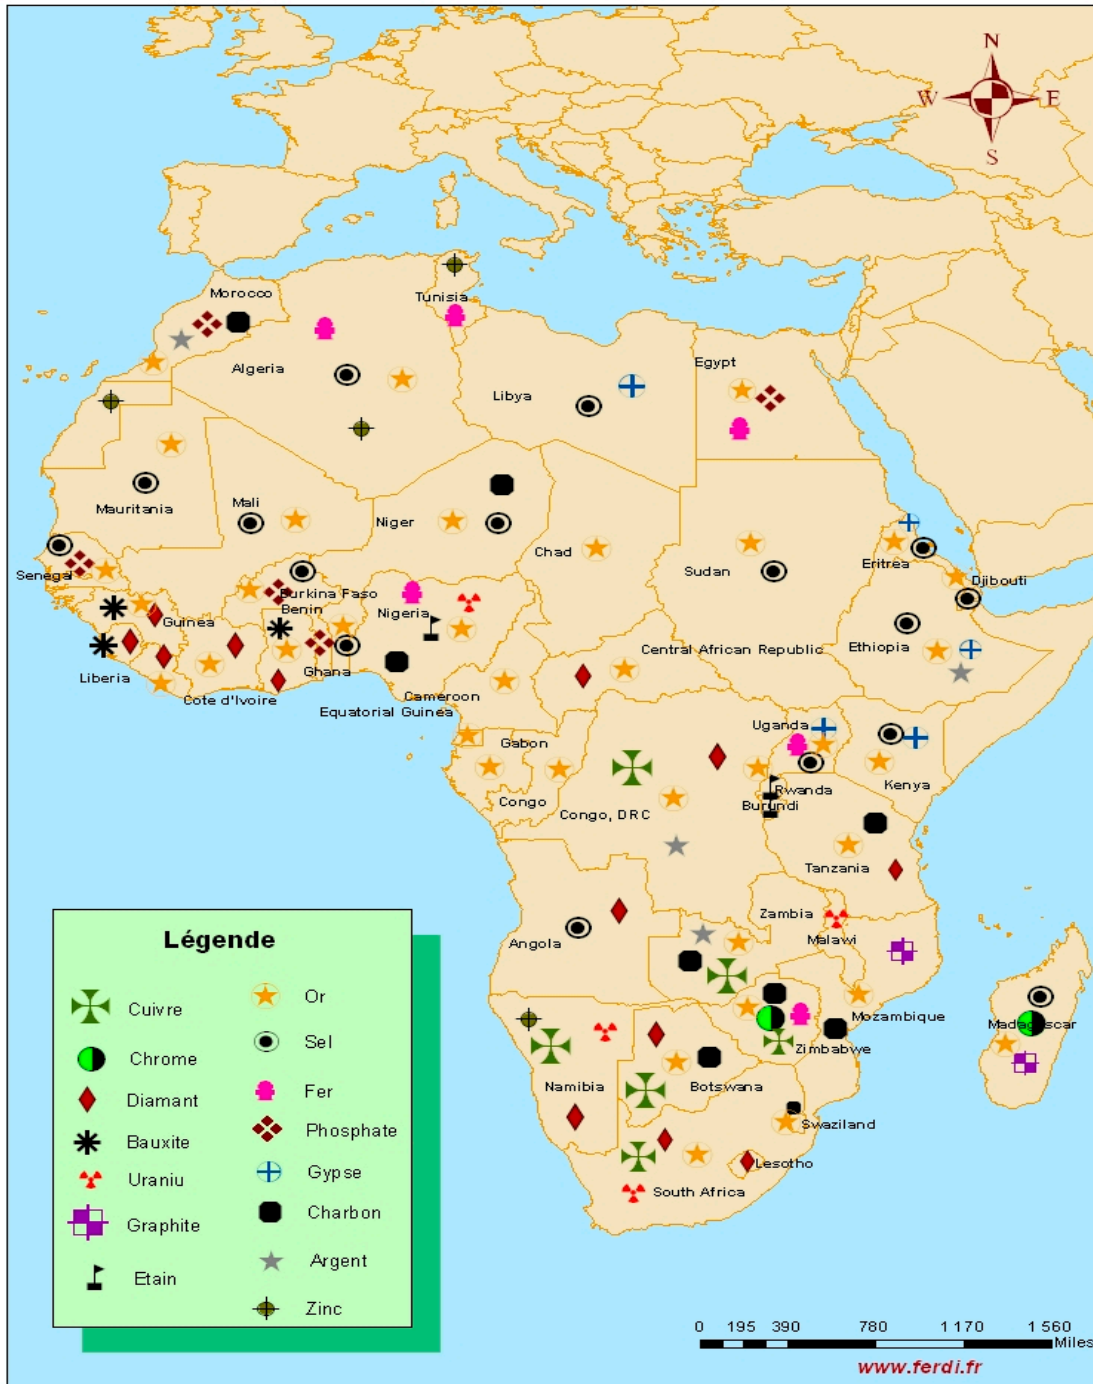 N
W E
S
Morocco
Tunisia
Algeria
Libya
Egypt
Mauritania
Mali
Niger
Chad
Sudan
Eritrea
Djibouti
Senegal
Burkina Faso
Benin
Nigeria
Guinea
Ethiopia
Central African Republic
Ghana
Liberia
Cote d'Ivoire
Cameroon
Equatorial Guinea
Uganda
Gabon
Kenya
Rwanda
Congo
Burundi
Congo, DRC
Tanzania
Zambia
Malawi
Angola
Mozambique
Madagascar
Zimbabwe
Namibia
Botswana
Swaziland
Lesotho
South Africa
Légende
Cuivre
Or
Chrome
Sel
Diamant
Fer
Bauxite
Phosphate
Uraniu
Gypse
Graphite
Charbon
Etain
Argent
Zinc
0 195 390 780 1 170 1 560
Miles
www.ferdi.fr